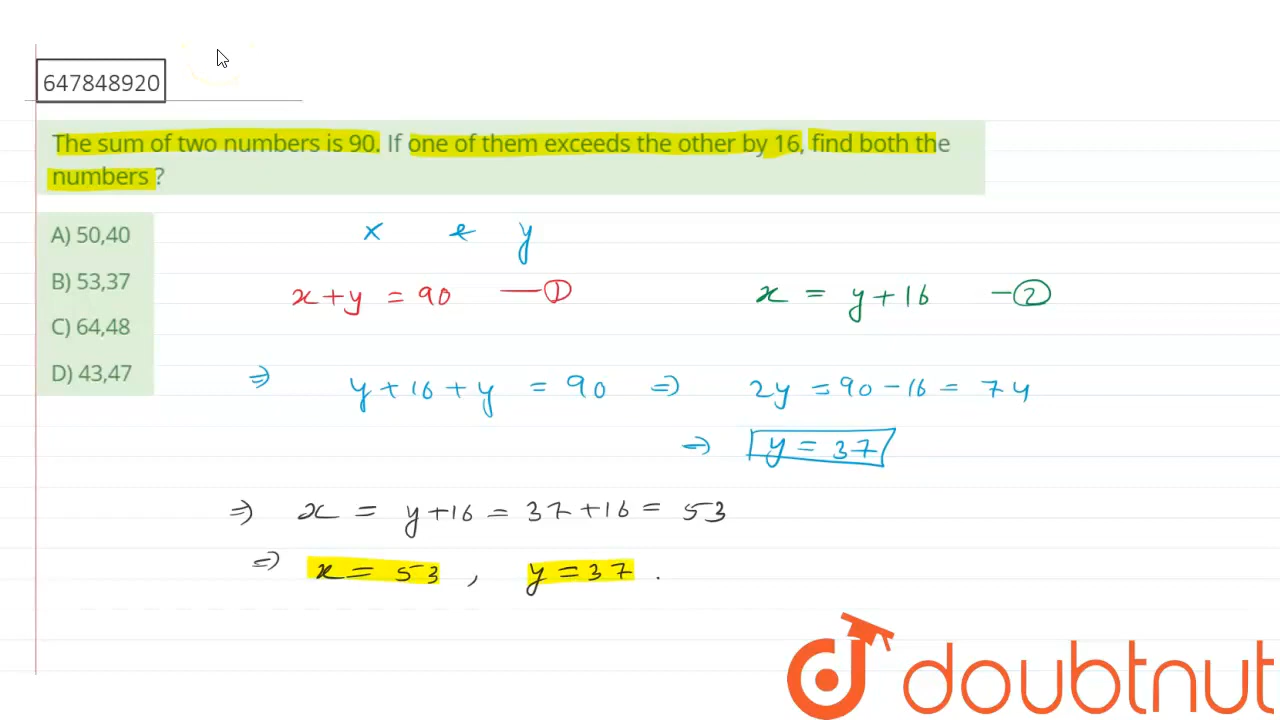 647848920
The sum of two numbers is 90. If one of them exceeds the other by 16, find both the
numbers ?
A) 50,40
B) 53,37
C) 64,48
D) 43,47
x & y
x + y = 90 — ①
x = y + 16 — ②
⇒ y + 16 + y = 90 ⇒ 2y = 90 - 16 = 74
⇒ y = 37
⇒ x = y + 16 = 37 + 16 = 53
⇒ x = 53 , y = 37 .
doubtnut